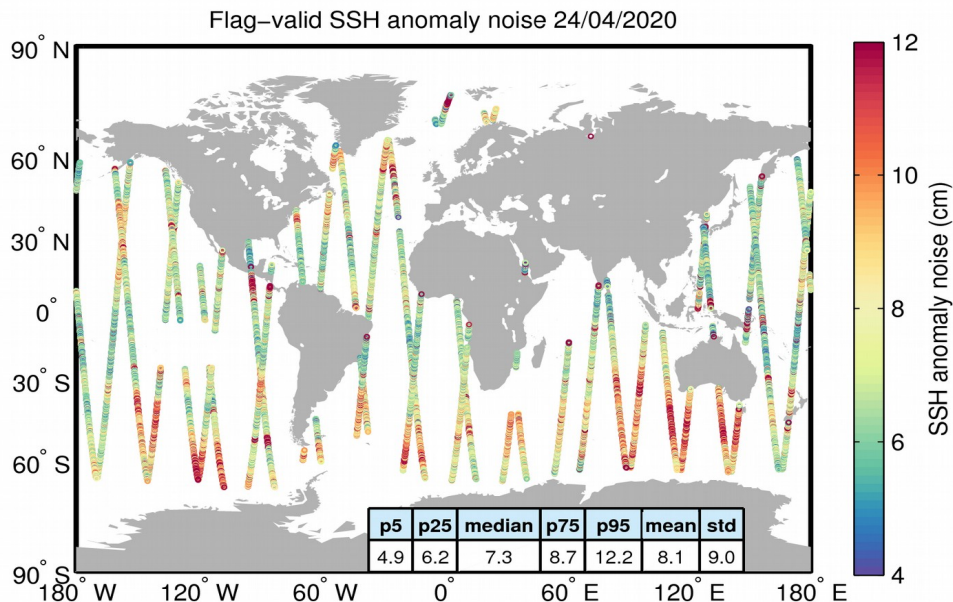 Flag−valid SSH anomaly noise 24/04/2020
90° N
60° N
30° N
0°
30° S
60° S
90° S
180° W
120° W
60° W
0°
60° E
120° E
180° E
p5 p25 median p75 p95 mean std
4.9 6.2 7.3 8.7 12.2 8.1 9.0
12
10
8
6
4
SSH anomaly noise (cm)